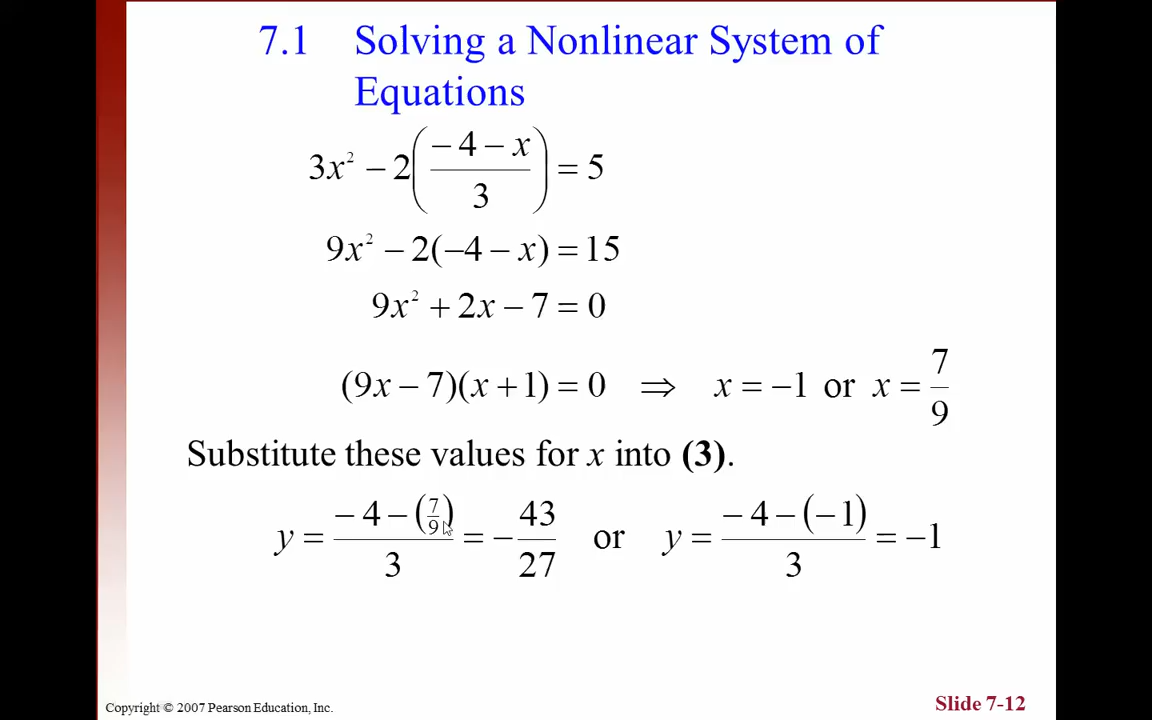 7.1 Solving a Nonlinear System of
Equations
3x² − 2(−4 − x / 3) = 5
9x² − 2(−4 − x) = 15
9x² + 2x − 7 = 0
(9x − 7)(x + 1) = 0 ⇒ x = −1 or x = 7/9
Substitute these values for x into (3).
y = −4 − (7/9) / 3 = − 43/27 or y = −4 − (−1) / 3 = −1
Copyright © 2007 Pearson Education, Inc.
Slide 7-12